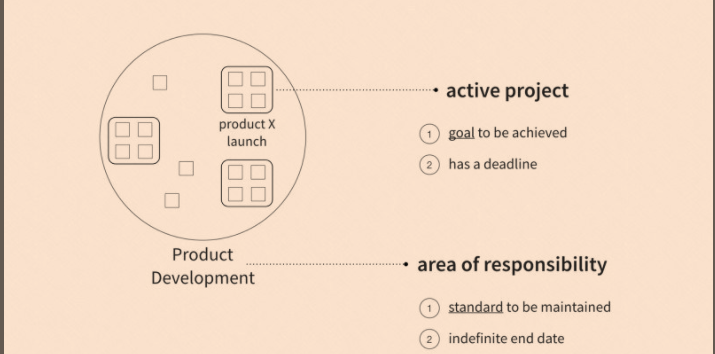 active project
product X
launch
1 goal to be achieved
2 has a deadline
Product
Development
area of responsibility
1 standard to be maintained
2 indefinite end date